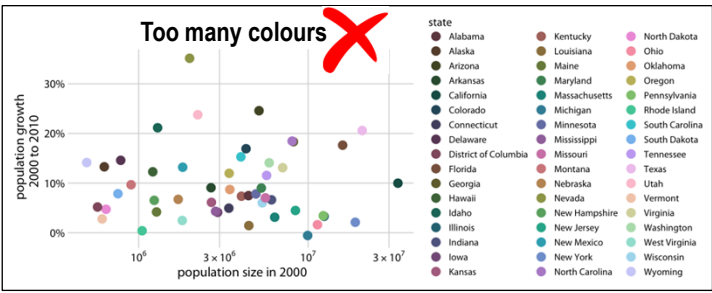 Too many colours
population growth
2000 to 2010
30%
20%
10%
0%
10⁶
3 × 10⁶
10⁷
3 × 10⁷
population size in 2000
state
Alabama
Alaska
Arizona
Arkansas
California
Colorado
Connecticut
Delaware
District of Columbia
Florida
Georgia
Hawaii
Idaho
Illinois
Indiana
Iowa
Kansas
Kentucky
Louisiana
Maine
Maryland
Massachusetts
Michigan
Minnesota
Mississippi
Missouri
Montana
Nebraska
Nevada
New Hampshire
New Jersey
New Mexico
New York
North Carolina
North Dakota
Ohio
Oklahoma
Oregon
Pennsylvania
Rhode Island
South Carolina
South Dakota
Tennessee
Texas
Utah
Vermont
Virginia
Washington
West Virginia
Wisconsin
Wyoming